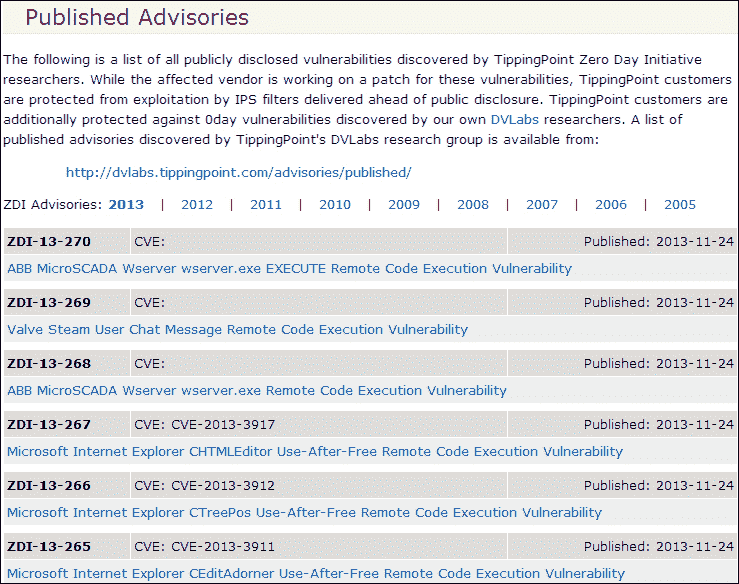 Published Advisories
The following is a list of all publicly disclosed vulnerabilities discovered by TippingPoint Zero Day Initiative
researchers. While the affected vendor is working on a patch for these vulnerabilities, TippingPoint customers
are protected from exploitation by IPS filters delivered ahead of public disclosure. TippingPoint customers are
additionally protected against 0day vulnerabilities discovered by our own DVLabs researchers. A list of
published advisories discovered by TippingPoint's DVLabs research group is available from:
http://dvlabs.tippingpoint.com/advisories/published/
ZDI Advisories: 2013 | 2012 | 2011 | 2010 | 2009 | 2008 | 2007 | 2006 | 2005
ZDI-13-270 CVE: Published: 2013-11-24
ABB MicroSCADA Wserver wserver.exe EXECUTE Remote Code Execution Vulnerability
ZDI-13-269 CVE: Published: 2013-11-24
Valve Steam User Chat Message Remote Code Execution Vulnerability
ZDI-13-268 CVE: Published: 2013-11-24
ABB MicroSCADA Wserver wserver.exe Remote Code Execution Vulnerability
ZDI-13-267 CVE: CVE-2013-3917 Published: 2013-11-24
Microsoft Internet Explorer CHTMLEditor Use-After-Free Remote Code Execution Vulnerability
ZDI-13-266 CVE: CVE-2013-3912 Published: 2013-11-24
Microsoft Internet Explorer CTreePos Use-After-Free Remote Code Execution Vulnerability
ZDI-13-265 CVE: CVE-2013-3911 Published: 2013-11-24
Microsoft Internet Explorer CEditAdorner Use-After-Free Remote Code Execution Vulnerability